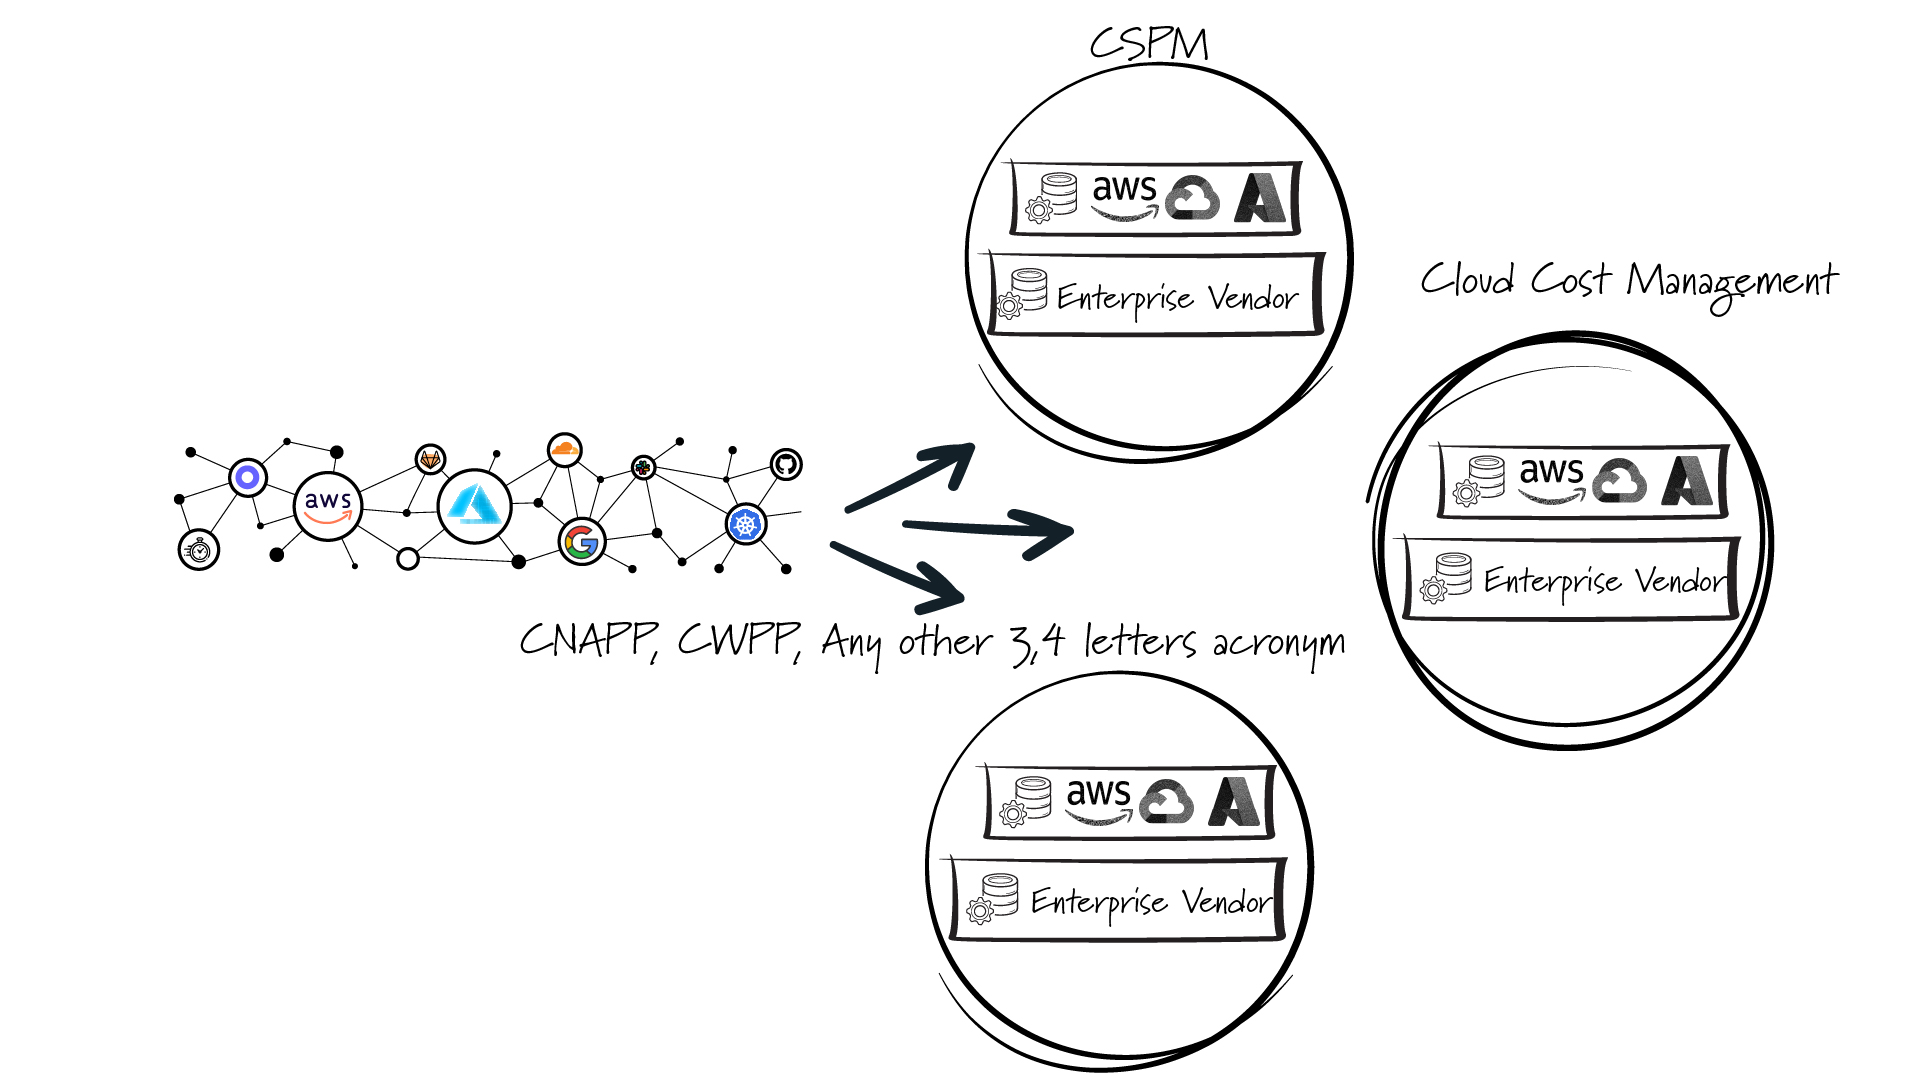 CSPM
aws
Enterprise Vendor
Cloud Cost Management
aws
Enterprise Vendor
aws
CNAPP, CWPP, Any other 3,4 letters acronym
aws
Enterprise Vendor